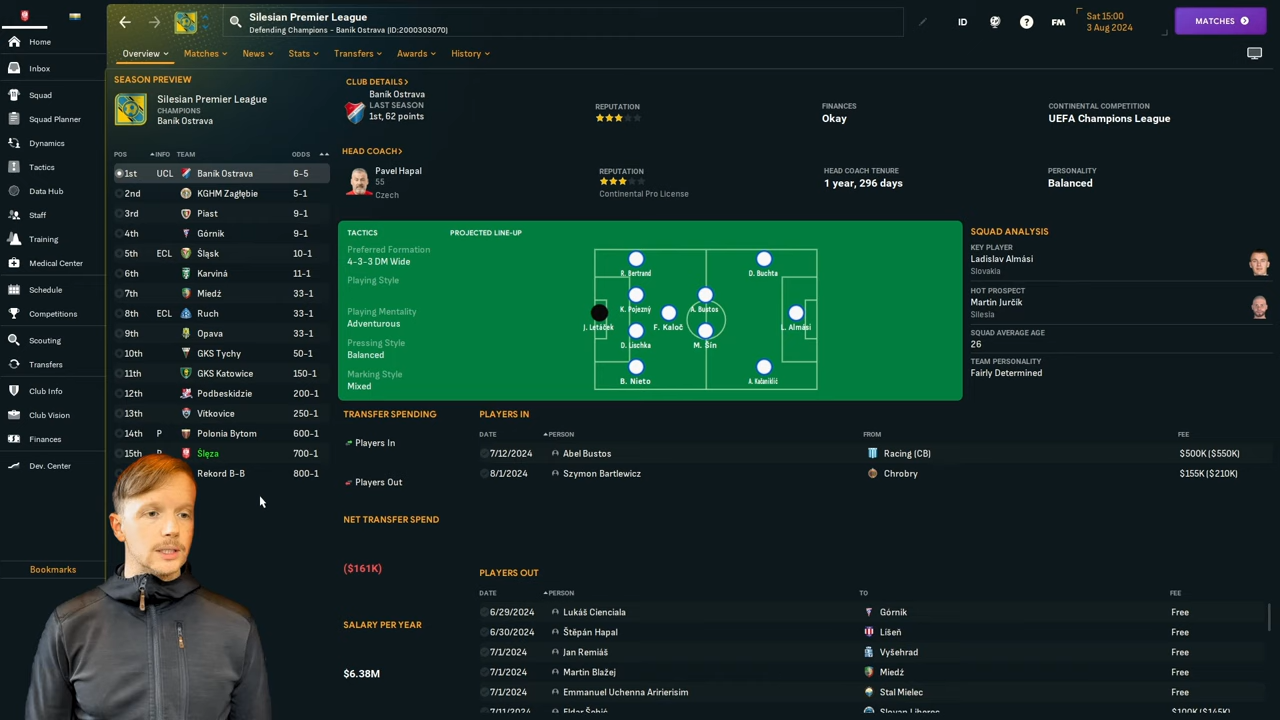 Silesian Premier League
Defending Champions - Baník Ostrava (ID:2000303070)
ID
FM
Sat 15:00
3 Aug 2024
MATCHES
Home
Inbox
Squad
Squad Planner
Dynamics
Tactics
Data Hub
Staff
Training
Medical Center
Schedule
Competitions
Scouting
Transfers
Club Info
Club Vision
Finances
Dev. Center
Bookmarks
Overview
Matches
News
Stats
Transfers
Awards
History
SEASON PREVIEW
Silesian Premier League
CHAMPIONS
Baník Ostrava
POS INFO TEAM ODDS
1st UCL Baník Ostrava 6-5
2nd KGHM Zagłębie 5-1
3rd Piast 9-1
4th Górnik 9-1
5th ECL Śląsk 10-1
6th Karviná 11-1
7th Miedź 33-1
8th ECL Ruch 33-1
9th Opava 33-1
10th GKS Tychy 50-1
11th GKS Katowice 150-1
12th Podbeskidzie 200-1
13th Vítkovice 250-1
14th P Polonia Bytom 600-1
15th P Ślęza 700-1
Rekord B-B 800-1
CLUB DETAILS >
Baník Ostrava
LAST SEASON
1st, 62 points
REPUTATION
FINANCES
Okay
CONTINENTAL COMPETITION
UEFA Champions League
HEAD COACH >
Pavel Hapal
55
Czech
REPUTATION
Continental Pro License
HEAD COACH TENURE
1 year, 296 days
PERSONALITY
Balanced
TACTICS
Preferred Formation
4-3-3 DM Wide
Playing Style
Playing Mentality
Adventurous
Pressing Style
Balanced
Marking Style
Mixed
PROJECTED LINE-UP
R. Bertrand
D. Buchta
K. Pojezný
A. Bustos
J. Letáček
F. Kaloč
L. Almási
D. Lischka
M. Šín
B. Nieto
SQUAD ANALYSIS
KEY PLAYER
Ladislav Almási
Slovakia
HOT PROSPECT
Martin Jurčík
Silesia
SQUAD AVERAGE AGE
26
TEAM PERSONALITY
Fairly Determined
TRANSFER SPENDING
Players In
Players Out
NET TRANSFER SPEND
($161K)
SALARY PER YEAR
$6.38M
PLAYERS IN
DATE PERSON FROM FEE
7/12/2024 Abel Bustos Racing (CB) $500K ($550K)
8/1/2024 Szymon Bartlewicz Chrobry $155K ($210K)
PLAYERS OUT
DATE PERSON TO FEE
6/29/2024 Lukáš Cienciala Górnik Free
6/30/2024 Štěpán Hapal Líšeň Free
7/1/2024 Jan Remiáš Vyšehrad Free
7/1/2024 Martin Blažej Miedź Free
7/1/2024 Emmanuel Uchenna Aririerisim Stal Mielec Free
7/11/2024 Eldar Šehić Slovan Liberec $100K ($145K)